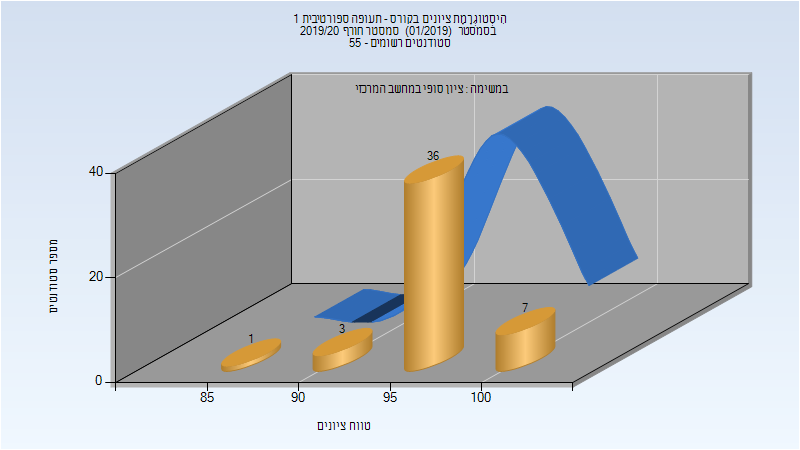 היסטוגרמת ציונים בקורס - תעופה ספורטיבית 1
בסמסטר (01/2019) סמסטר חורף 2019/20
סטודנטים רשומים - 55
במשימה : ציון סופי במחשב המרכזי
40
20
0
מספר סטודנטים
1
3
36
7
85
90
95
100
טווח ציונים